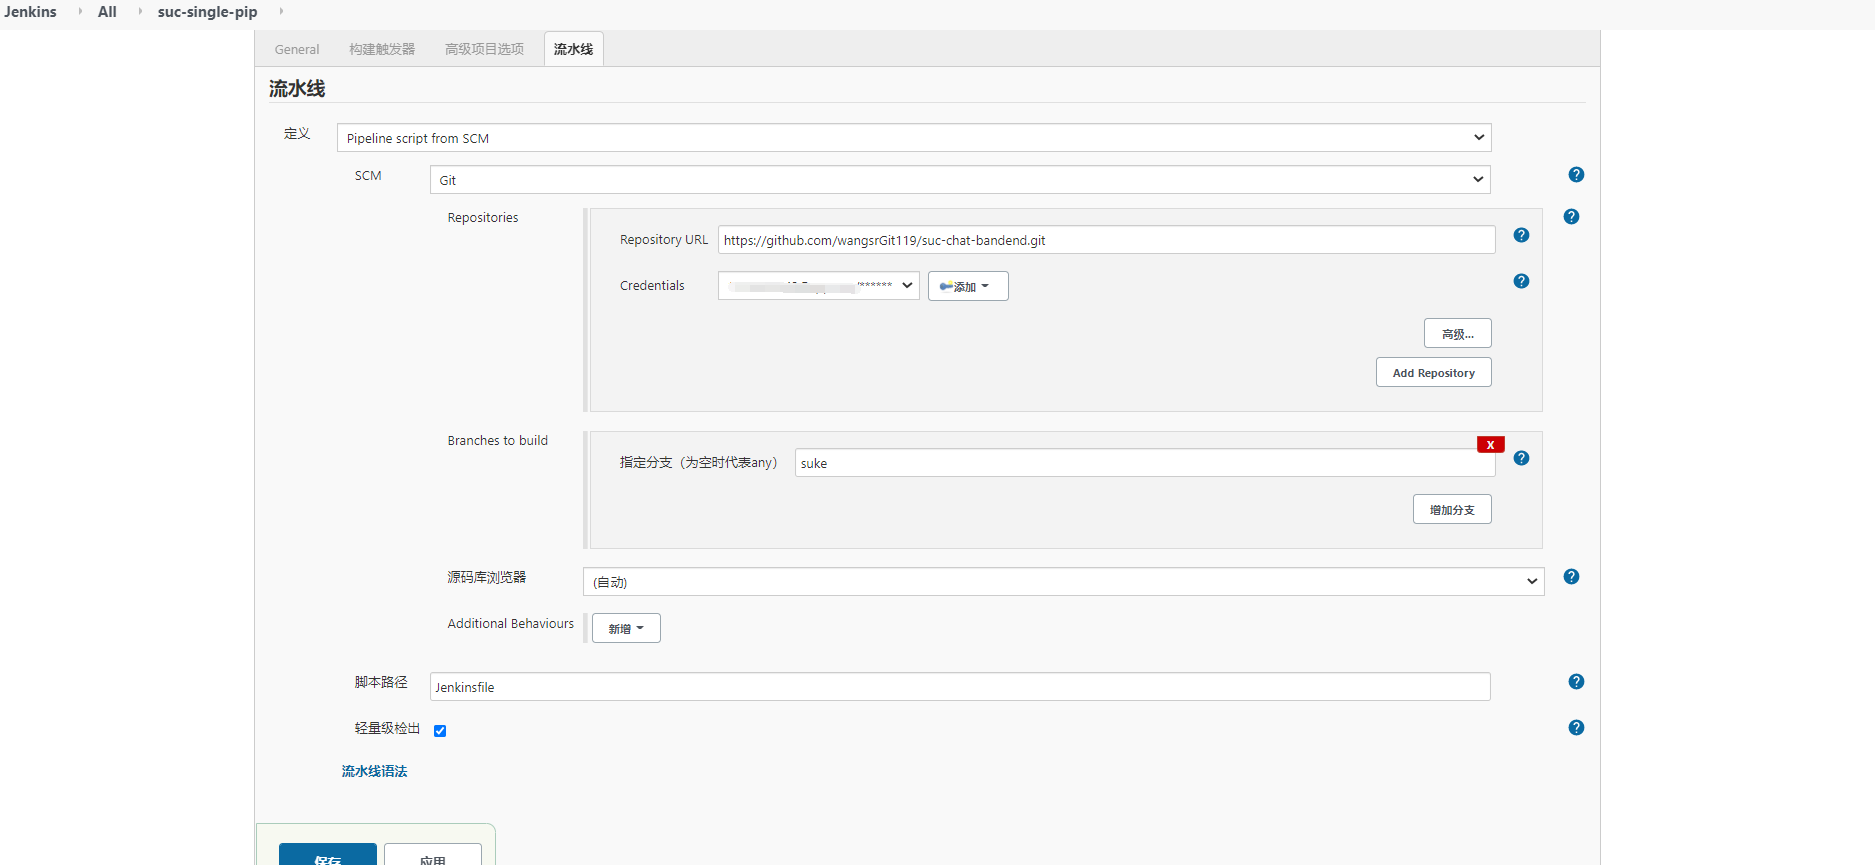 Jenkins All suc-single-pip
General 构建触发器 高级项目选项 流水线
流水线
定义 Pipeline script from SCM
SCM Git
Repositories
Repository URL https://github.com/wangsrGit119/suc-chat-bandend.git
Credentials /****** 添加
高级...
Add Repository
Branches to build
X
指定分支（为空时代表any） suke
增加分支
源码库浏览器 (自动)
Additional Behaviours 新增
脚本路径 Jenkinsfile
轻量级检出
流水线语法
保存 应用